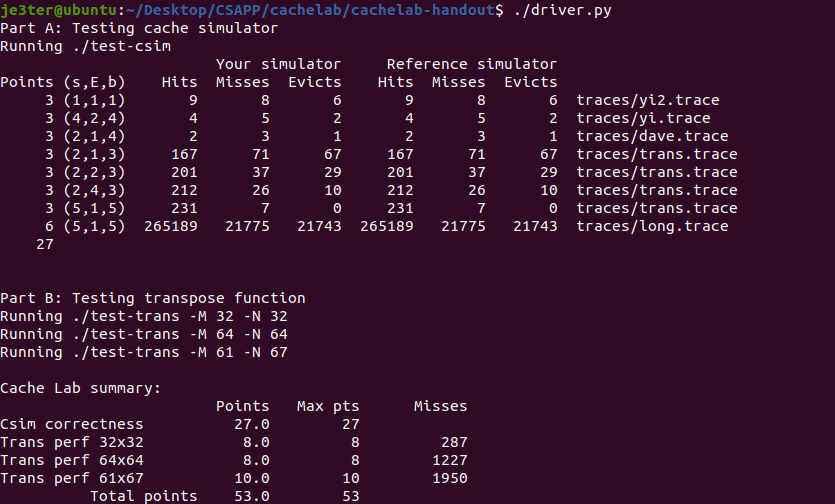 je3ter@ubuntu:~/Desktop/CSAPP/cachelab/cachelab-handout$ ./driver.py
Part A: Testing cache simulator
Running ./test-csim
                        Your simulator     Reference simulator
Points (s,E,b)    Hits  Misses  Evicts    Hits  Misses  Evicts
     3 (1,1,1)       9       8       6       9       8       6  traces/yi2.trace
     3 (4,2,4)       4       5       2       4       5       2  traces/yi.trace
     3 (2,1,4)       2       3       1       2       3       1  traces/dave.trace
     3 (2,1,3)     167      71      67     167      71      67  traces/trans.trace
     3 (2,2,3)     201      37      29     201      37      29  traces/trans.trace
     3 (2,4,3)     212      26      10     212      26      10  traces/trans.trace
     3 (5,1,5)     231       7       0     231       7       0  traces/trans.trace
     6 (5,1,5)  265189   21775   21743  265189   21775   21743  traces/long.trace
    27
Part B: Testing transpose function
Running ./test-trans -M 32 -N 32
Running ./test-trans -M 64 -N 64
Running ./test-trans -M 61 -N 67
Cache Lab summary:
                        Points   Max pts      Misses
Csim correctness          27.0        27
Trans perf 32x32           8.0         8         287
Trans perf 64x64           8.0         8        1227
Trans perf 61x67          10.0        10        1950
          Total points    53.0        53